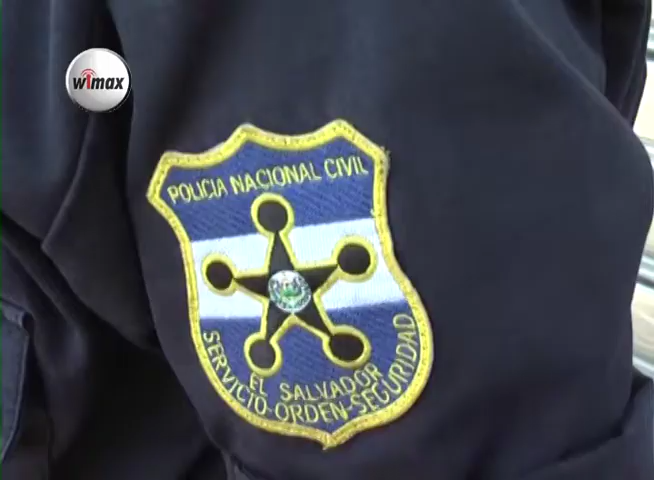 wimax
POLICIA NACIONAL CIVIL
EL SALVADOR
SERVICIO-ORDEN-SEGURIDAD